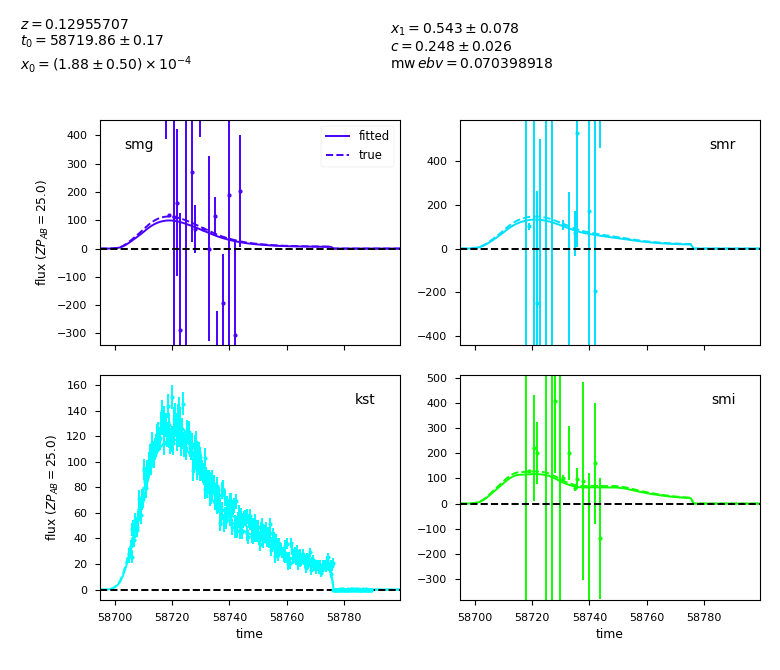 z = 0.12955707
t₀ = 58719.86 ± 0.17
x₀ = (1.88 ± 0.50) × 10⁻⁴
x₁ = 0.543 ± 0.078
c = 0.248 ± 0.026
mw ebv = 0.070398918
smg
fitted
true
400
300
200
100
0
−100
−200
−300
flux (ZP_AB = 25.0)
smr
400
200
0
−200
−400
kst
160
140
120
100
80
60
40
20
0
flux (ZP_AB = 25.0)
58700 58720 58740 58760 58780
time
smi
500
400
300
200
100
0
−100
−200
−300
58700 58720 58740 58760 58780
time